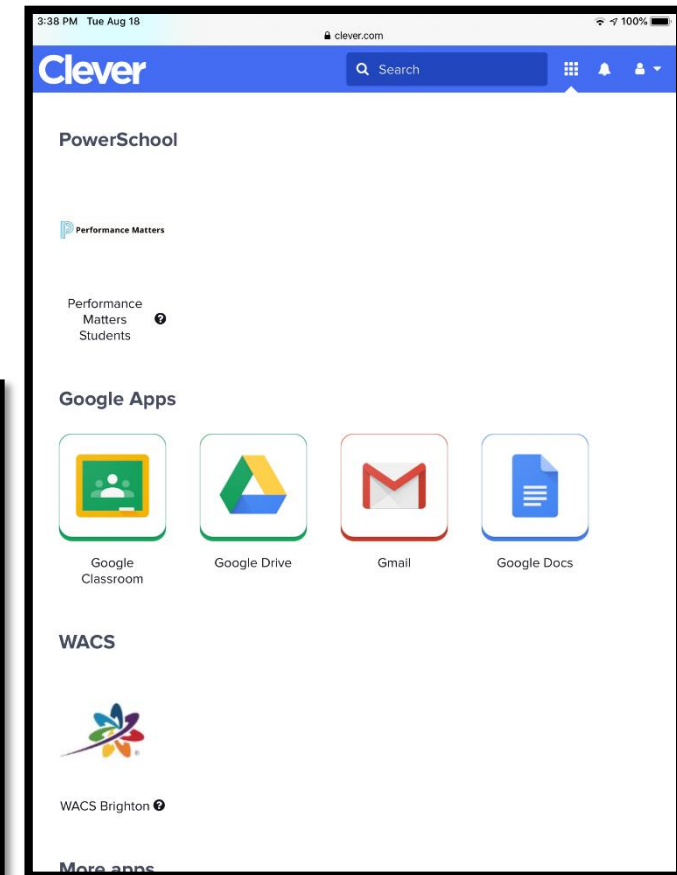 3:38 PM Tue Aug 18
100%
clever.com
Clever
Search
PowerSchool
Performance Matters
Performance
Matters
Students
Google Apps
Google
Classroom
Google Drive
Gmail
Google Docs
WACS
WACS Brighton
More apps